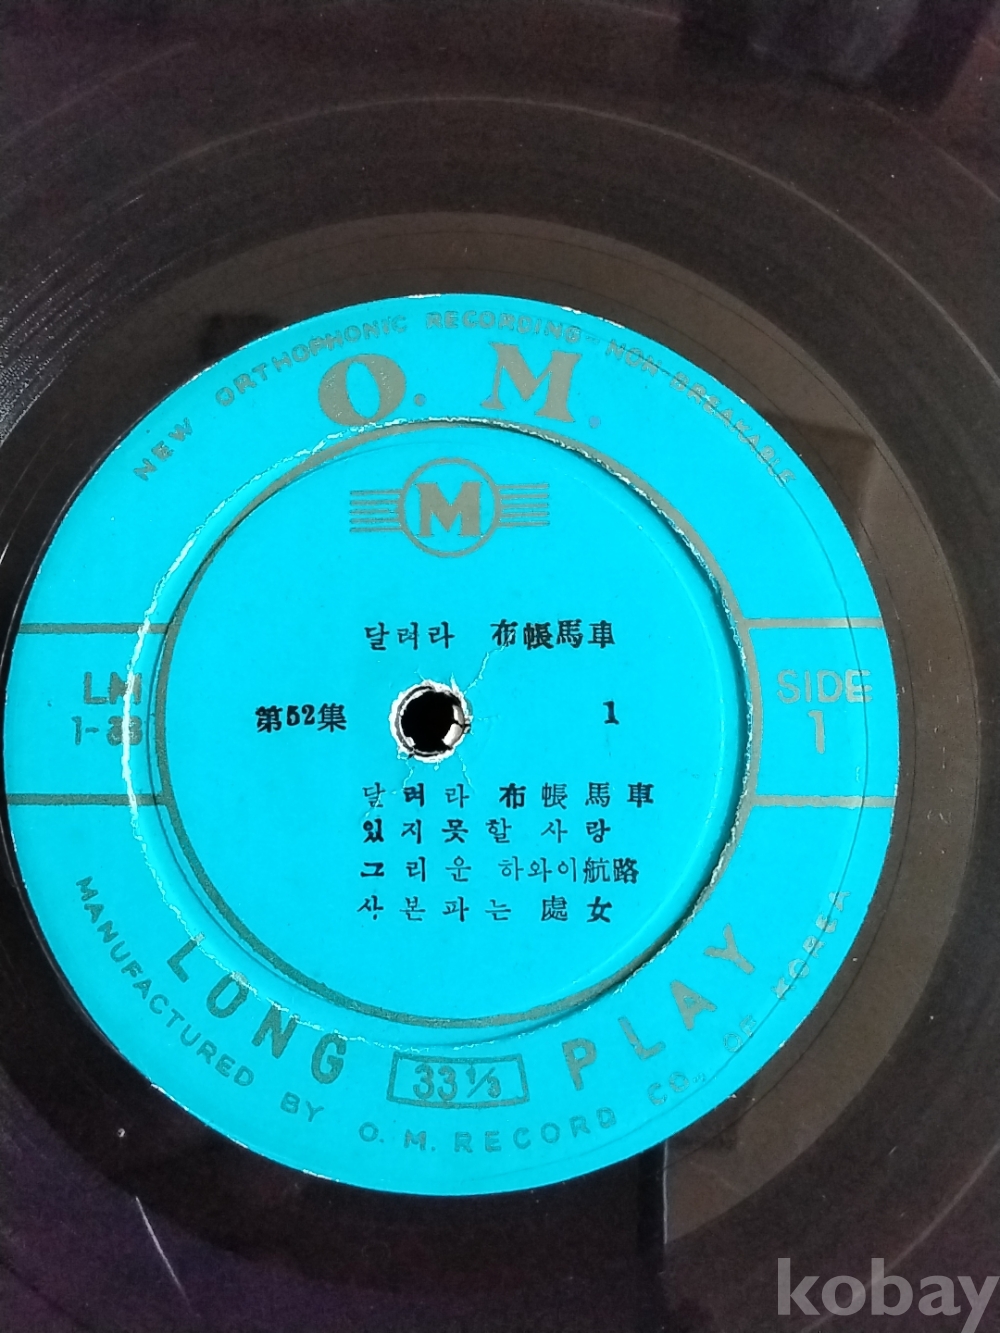 NEW ORTHOPHONIC RECORDING-NON BREAKABLE
O. M.
M
달려라 布帳馬車
LM
SIDE
1
第52集
1
달려라 布帳馬車
있지못할 사랑
그리운 하와이航路
사본파는 處女
LONG PLAY
33 1/3
MANUFACTURED BY O. M. RECORD CO., OF KOREA
kobay